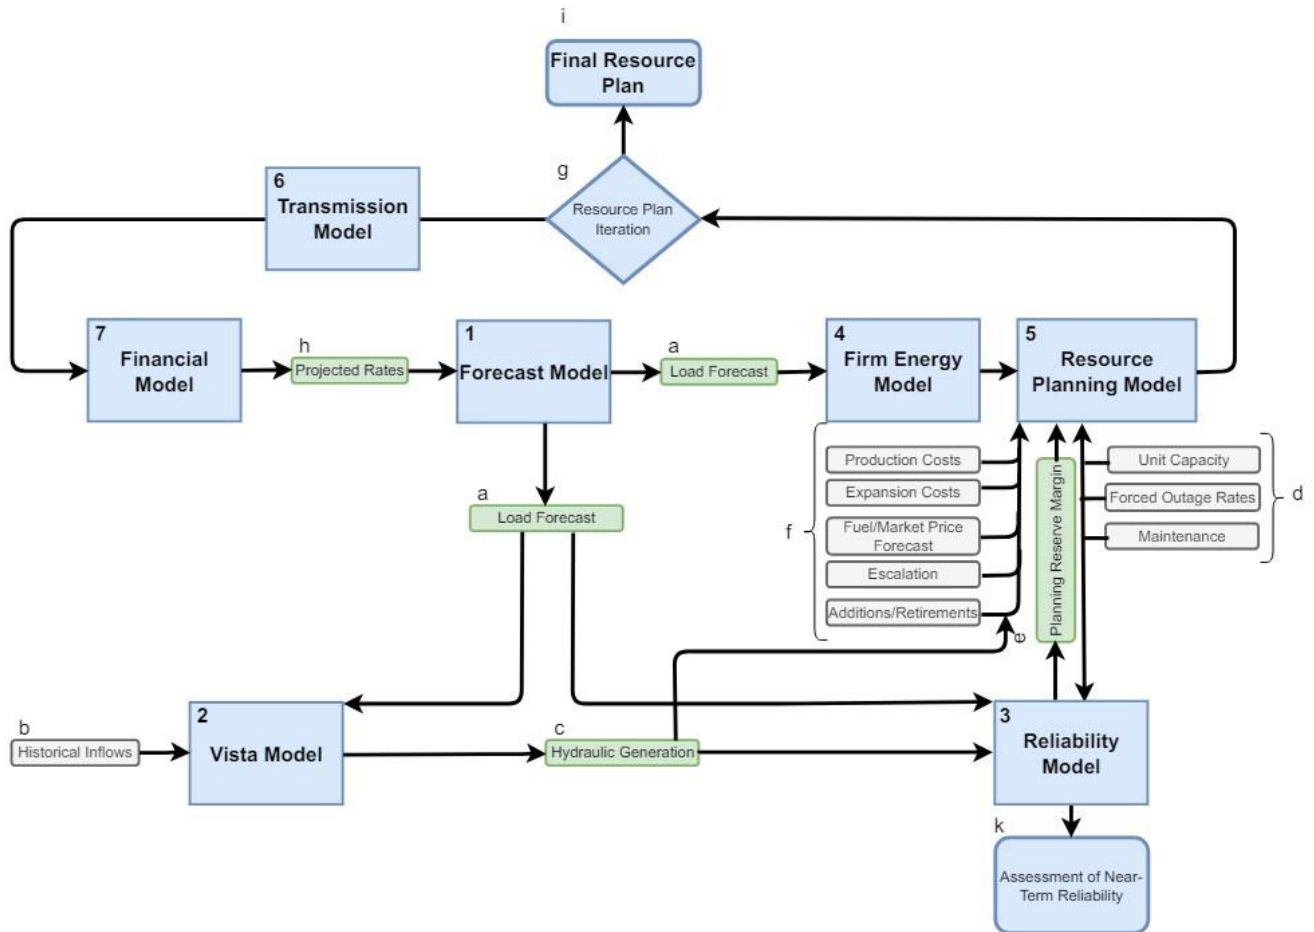 i
Final Resource
Plan
g
Resource Plan
Iteration
6
Transmission
Model
7
Financial
Model
h
Projected Rates
1
Forecast Model
a
Load Forecast
4
Firm Energy
Model
5
Resource
Planning Model
a
Load Forecast
f
Production Costs
Expansion Costs
Fuel/Market Price
Forecast
Escalation
Additions/Retirements
e
Planning Reserve Margin
Unit Capacity
Forced Outage Rates
Maintenance
d
b
Historical Inflows
2
Vista Model
c
Hydraulic Generation
3
Reliability
Model
k
Assessment of Near-
Term Reliability